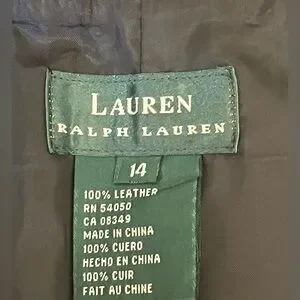 LAUREN
RALPH LAUREN
14
100% LEATHER
RN 54050
CA 08349
MADE IN CHINA
100% CUERO
HECHO EN CHINA
100% CUIR
FAIT AU CHINE